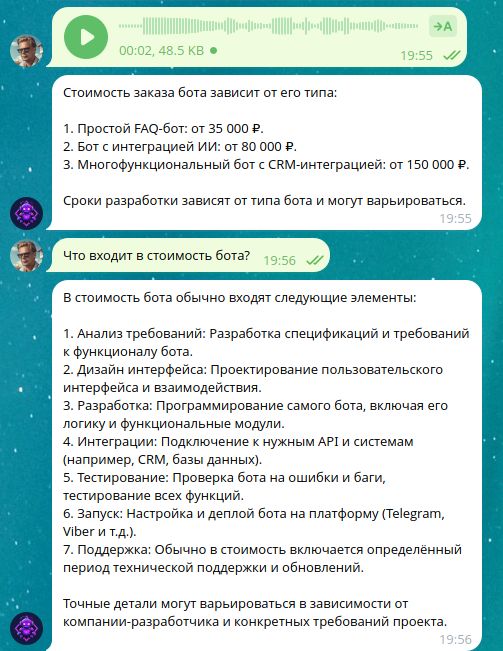 →A
00:02, 48.5 KB
19:55
Стоимость заказа бота зависит от его типа:
1. Простой FAQ-бот: от 35 000 ₽.
2. Бот с интеграцией ИИ: от 80 000 ₽.
3. Многофункциональный бот с CRM-интеграцией: от 150 000 ₽.
Сроки разработки зависят от типа бота и могут варьироваться.
19:55
Что входит в стоимость бота?
19:56
В стоимость бота обычно входят следующие элементы:
1. Анализ требований: Разработка спецификаций и требований
к функционалу бота.
2. Дизайн интерфейса: Проектирование пользовательского
интерфейса и взаимодействия.
3. Разработка: Программирование самого бота, включая его
логику и функциональные модули.
4. Интеграции: Подключение к нужным API и системам
(например, CRM, базы данных).
5. Тестирование: Проверка бота на ошибки и баги,
тестирование всех функций.
6. Запуск: Настройка и деплой бота на платформу (Telegram,
Viber и т.д.).
7. Поддержка: Обычно в стоимость включается определённый
период технической поддержки и обновлений.
Точные детали могут варьироваться в зависимости от
компании-разработчика и конкретных требований проекта.
19:56